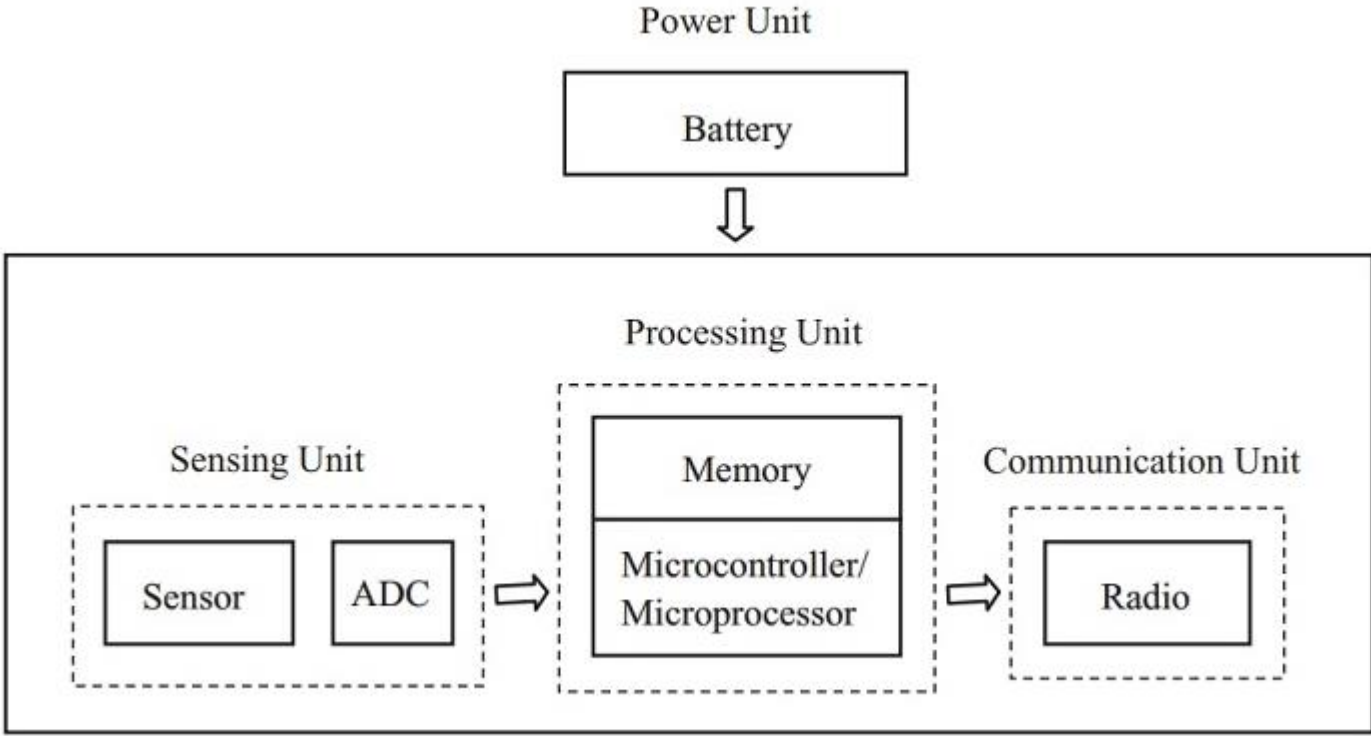 Power Unit
Battery
Processing Unit
Sensing Unit
Memory
Communication Unit
Sensor
ADC
Microcontroller/
Microprocessor
Radio